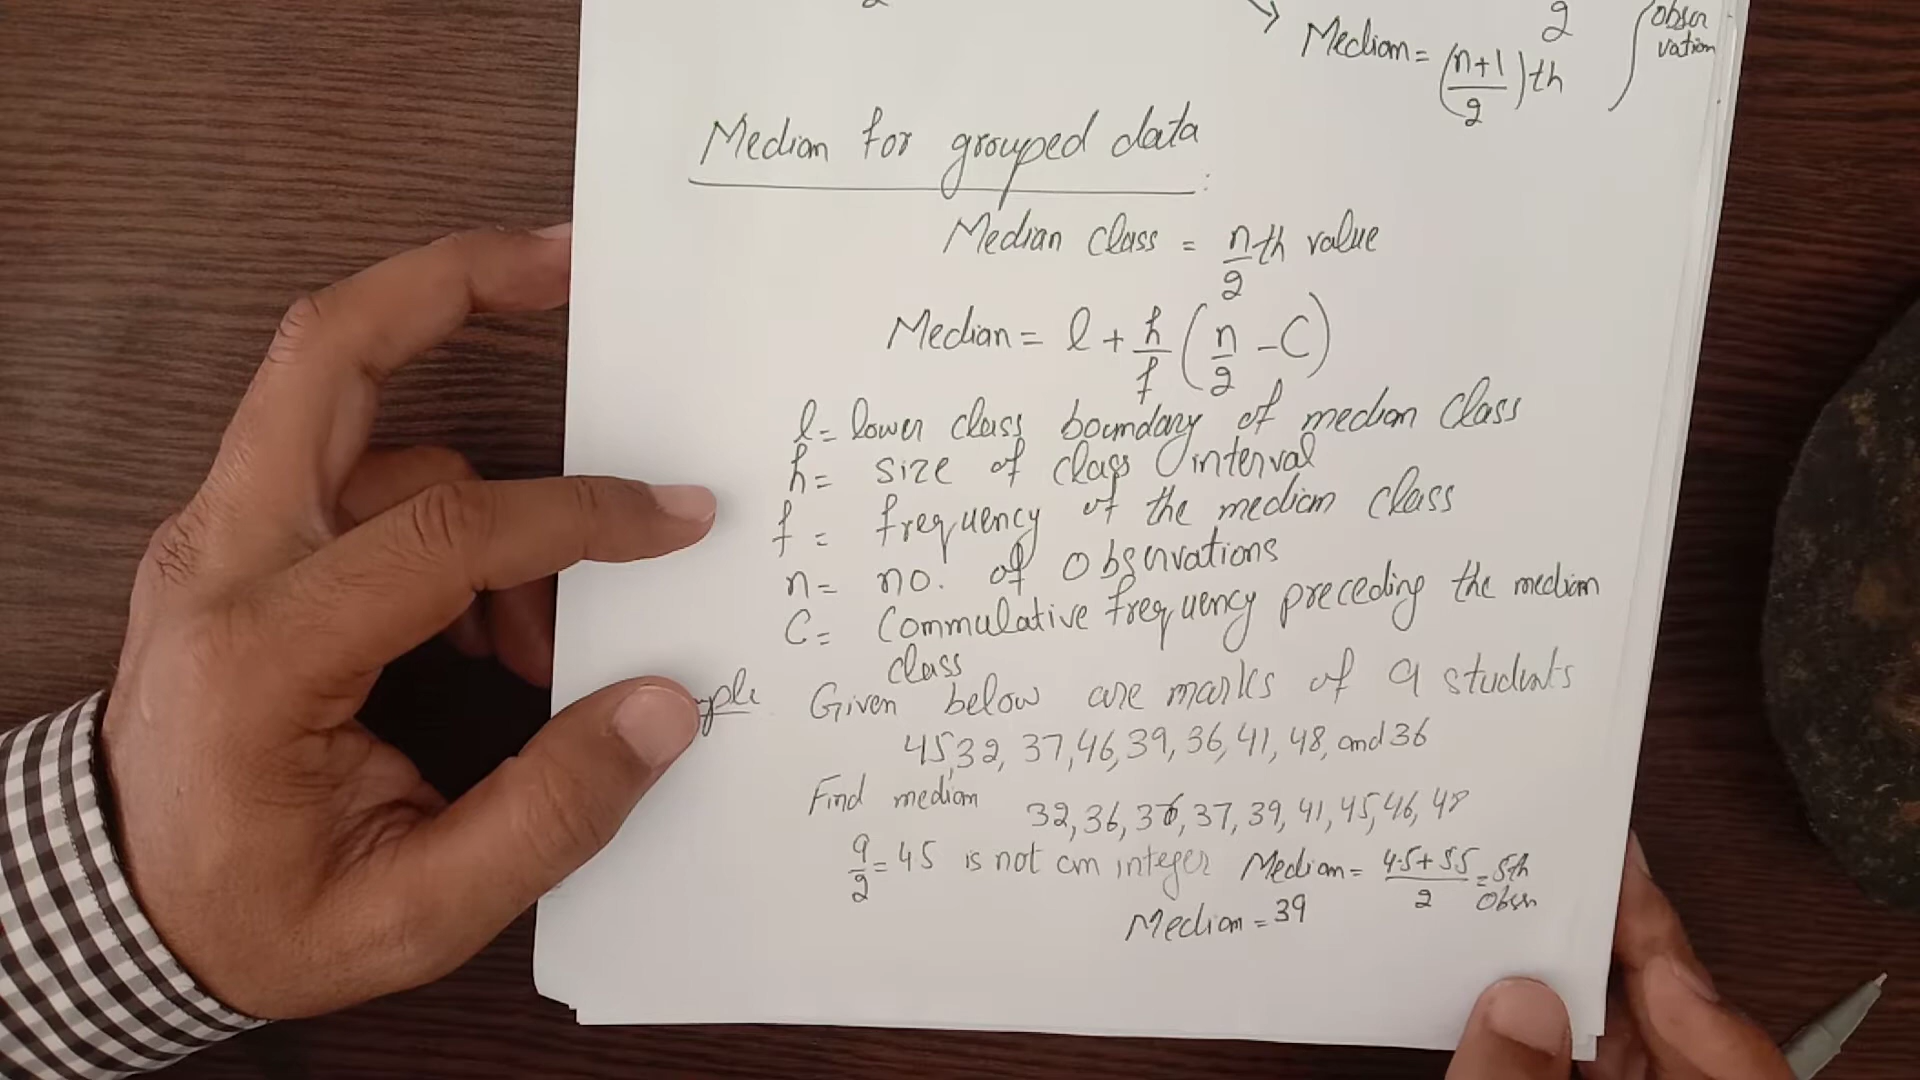 2
Median = (n+1/2)th
obser
vation
Median for grouped data:
Median class = n/2 th value
Median = l + h/f (n/2 - C)
l = lower class boundary of median class
h = size of class interval
f = frequency of the median class
n = no. of observations
C = Commulative frequency preceding the median
class
Given below are marks of 9 students
45, 32, 37, 46, 39, 36, 41, 48, and 36
Find median 32, 36, 36, 37, 39, 41, 45, 46, 48
9/2 = 4.5 is not an integer Median = 4.5+5.5/2 = 5th
Obsn
Median = 39